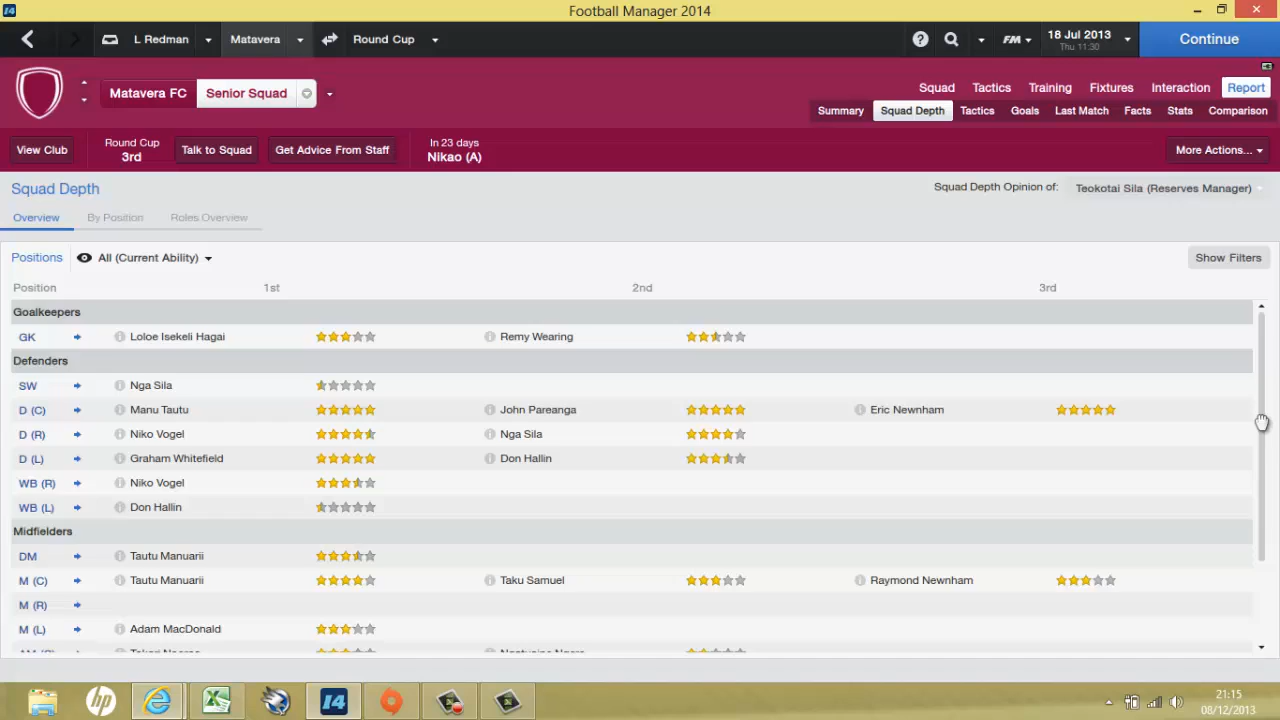 Football Manager 2014
L Redman
Matavera
Round Cup
FM
18 Jul 2013
Thu 11:30
Continue
Matavera FC
Senior Squad
Squad Tactics Training Fixtures Interaction Report
Summary Squad Depth Tactics Goals Last Match Facts Stats Comparison
View Club
Round Cup
3rd
Talk to Squad
Get Advice From Staff
In 23 days
Nikao (A)
More Actions...
Squad Depth
Squad Depth Opinion of: Teokotai Sila (Reserves Manager)
Overview By Position Roles Overview
Positions All (Current Ability)
Show Filters
Position 1st 2nd 3rd
Goalkeepers
GK Loloe Isekeli Hagai Remy Wearing
Defenders
SW Nga Sila
D (C) Manu Tautu John Pareanga Eric Newnham
D (R) Niko Vogel Nga Sila
D (L) Graham Whitefield Don Hallin
WB (R) Niko Vogel
WB (L) Don Hallin
Midfielders
DM Tautu Manuarii
M (C) Tautu Manuarii Taku Samuel Raymond Newnham
M (R)
M (L) Adam MacDonald
14
21:15
08/12/2013